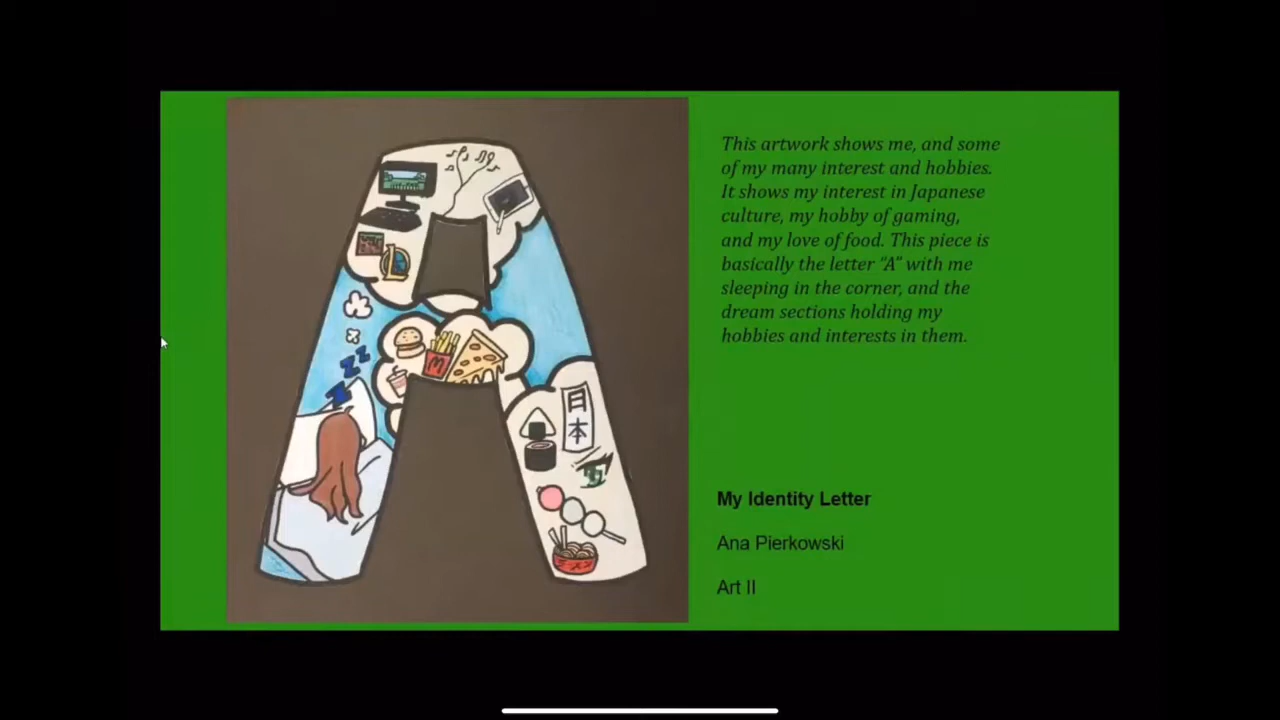 This artwork shows me, and some
of my many interest and hobbies.
It shows my interest in Japanese
culture, my hobby of gaming,
and my love of food. This piece is
basically the letter “A” with me
sleeping in the corner, and the
dream sections holding my
hobbies and interests in them.
My Identity Letter
Ana Pierkowski
Art II
L
M
z
z
z
日
本